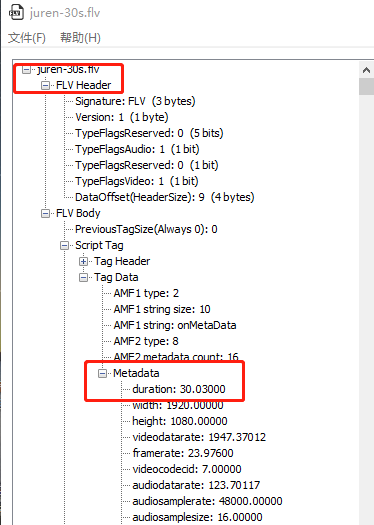 juren-30s.flv
文件(F) 帮助(H)
juren-30s.flv
FLV Header
Signature: FLV (3 bytes)
Version: 1 (1 byte)
TypeFlagsReserved: 0 (5 bits)
TypeFlagsAudio: 1 (1 bit)
TypeFlagsReserved: 0 (1 bit)
TypeFlagsVideo: 1 (1 bit)
DataOffset(HeaderSize): 9 (4 bytes)
FLV Body
PreviousTagSize(Always 0): 0
Script Tag
Tag Header
Tag Data
AMF1 type: 2
AMF1 string size: 10
AMF1 string: onMetaData
AMF2 type: 8
AMF2 metadata count: 16
Metadata
duration: 30.03000
width: 1920.00000
height: 1080.00000
videodatarate: 1947.37012
framerate: 23.97600
videocodecid: 7.00000
audiodatarate: 123.70117
audiosamplerate: 48000.00000
audiosamplesize: 16.00000